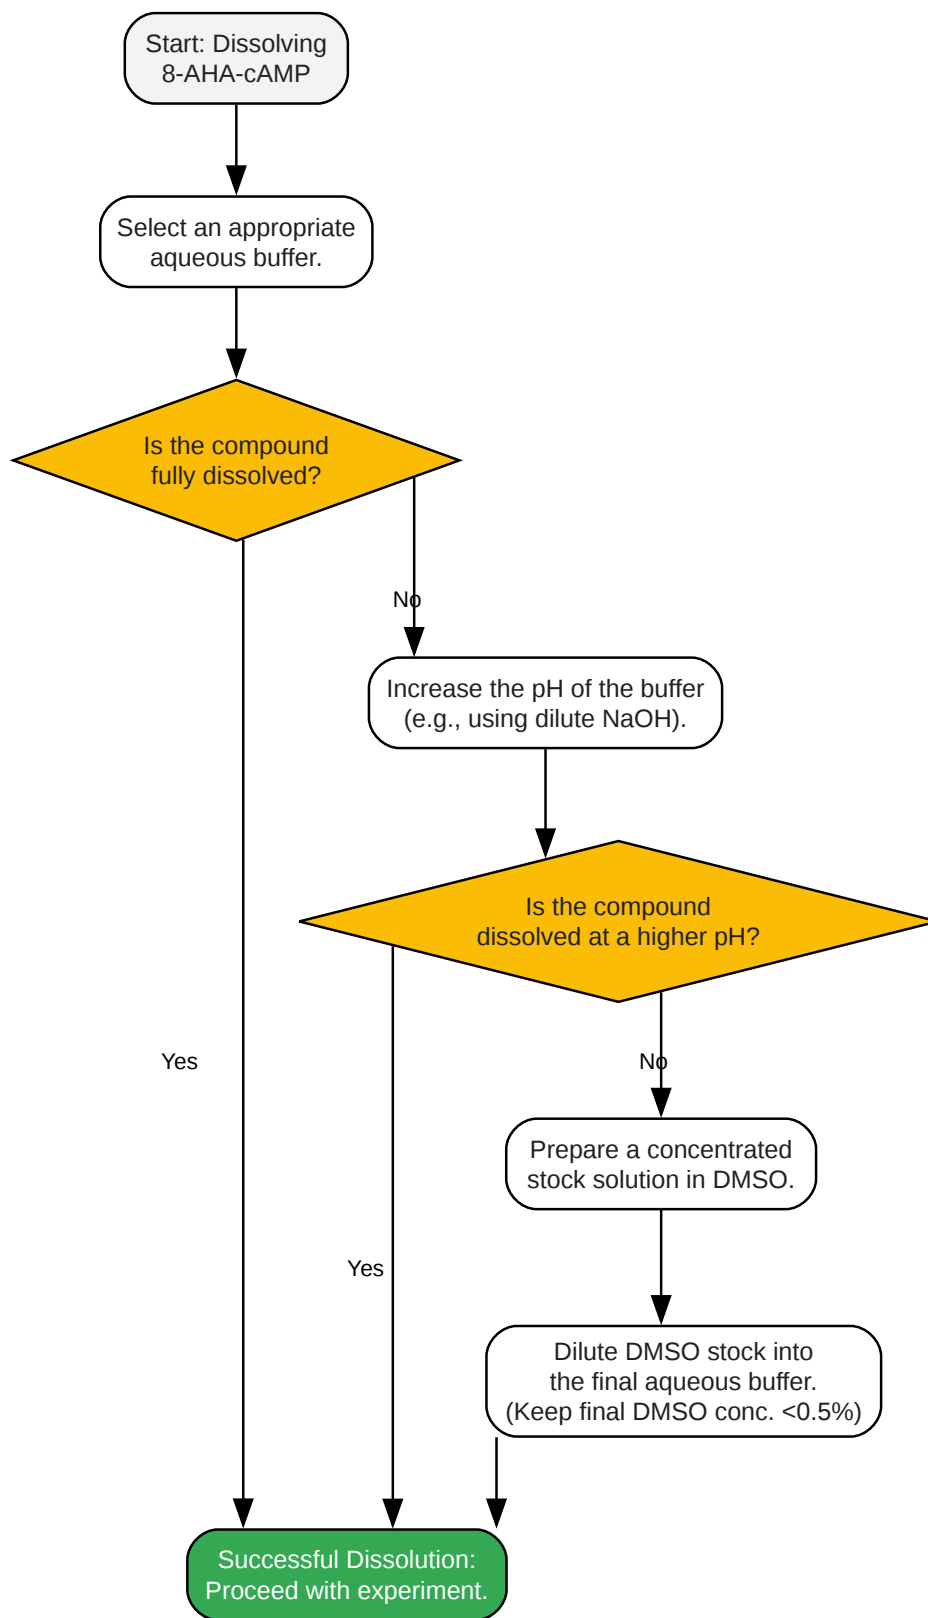 Start: Dissolving
8-AHA-cAMP
Select an appropriate
aqueous buffer.
Is the compound
fully dissolved?
No
Increase the pH of the buffer
(e.g., using dilute NaOH).
Is the compound
dissolved at a higher pH?
Yes
No
Prepare a concentrated
stock solution in DMSO.
Yes
Dilute DMSO stock into
the final aqueous buffer.
(Keep final DMSO conc. <0.5%)
Successful Dissolution:
Proceed with experiment.